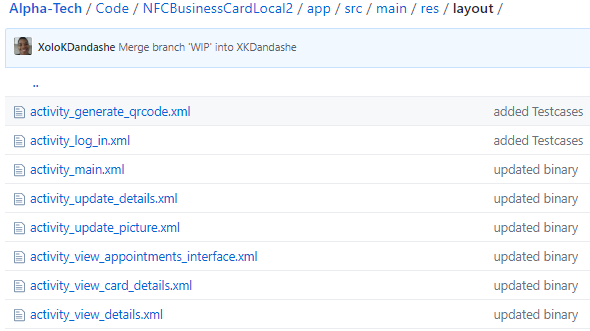 Alpha-Tech / Code / NFCBusinessCardLocal2 / app / src / main / res / layout /
XoloKDandashe Merge branch 'WIP' into XKDandashe
..
activity_generate_qrcode.xml added Testcases
activity_log_in.xml added Testcases
activity_main.xml updated binary
activity_update_details.xml updated binary
activity_update_picture.xml updated binary
activity_view_appointments_interface.xml updated binary
activity_view_card_details.xml updated binary
activity_view_details.xml updated binary